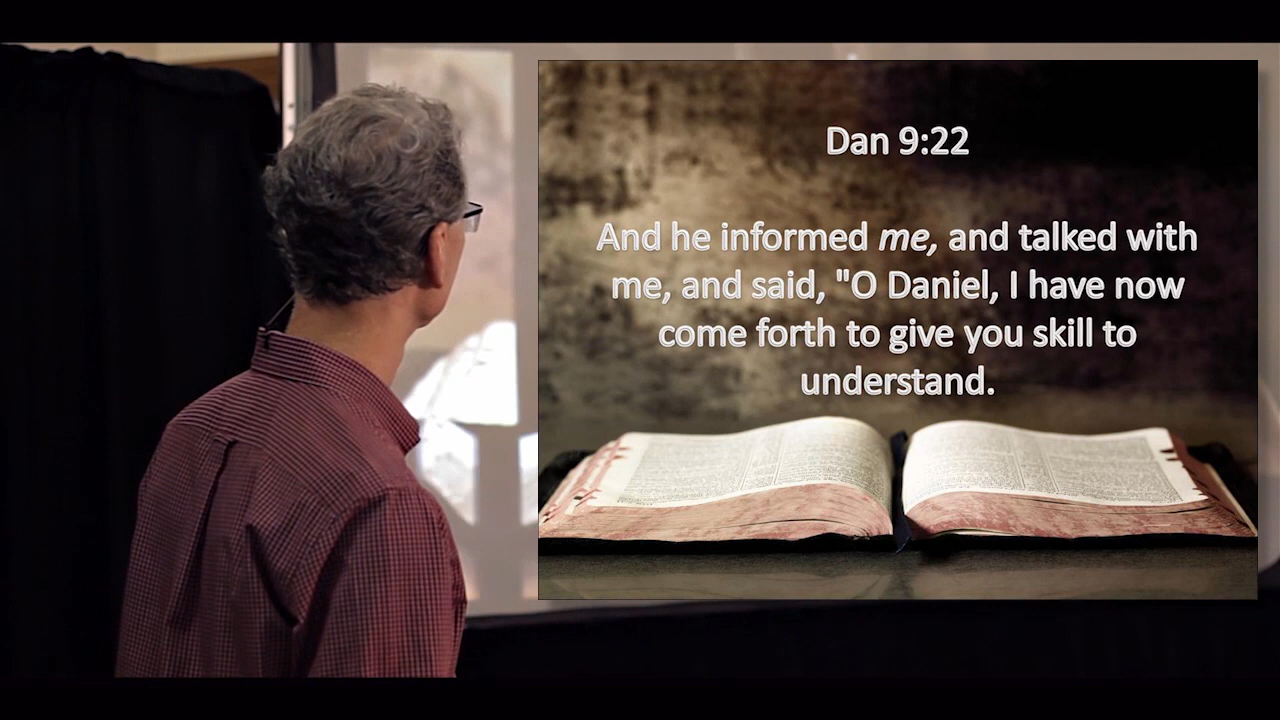 Dan 9:22
And he informed me, and talked with
me, and said, "O Daniel, I have now
come forth to give you skill to
understand.